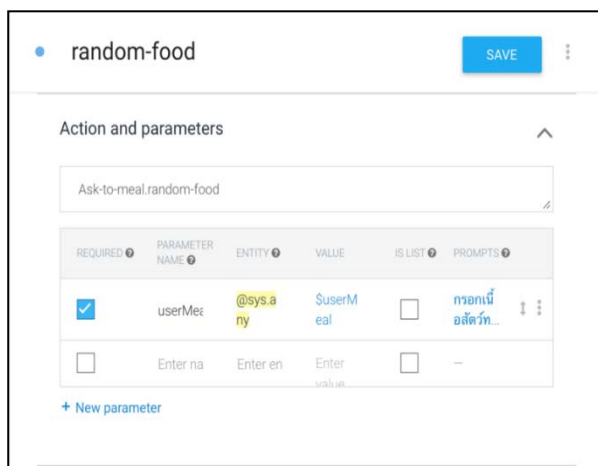 random-food
SAVE
Action and parameters
Ask-to-meal.random-food
REQUIRED
PARAMETER
NAME
ENTITY
VALUE
IS LIST
PROMPTS
userMea
@sys.a
ny
$userM
eal
กรอกเนื้
อสัตว์ท...
Enter na
Enter en
Enter
value
–
+ New parameter